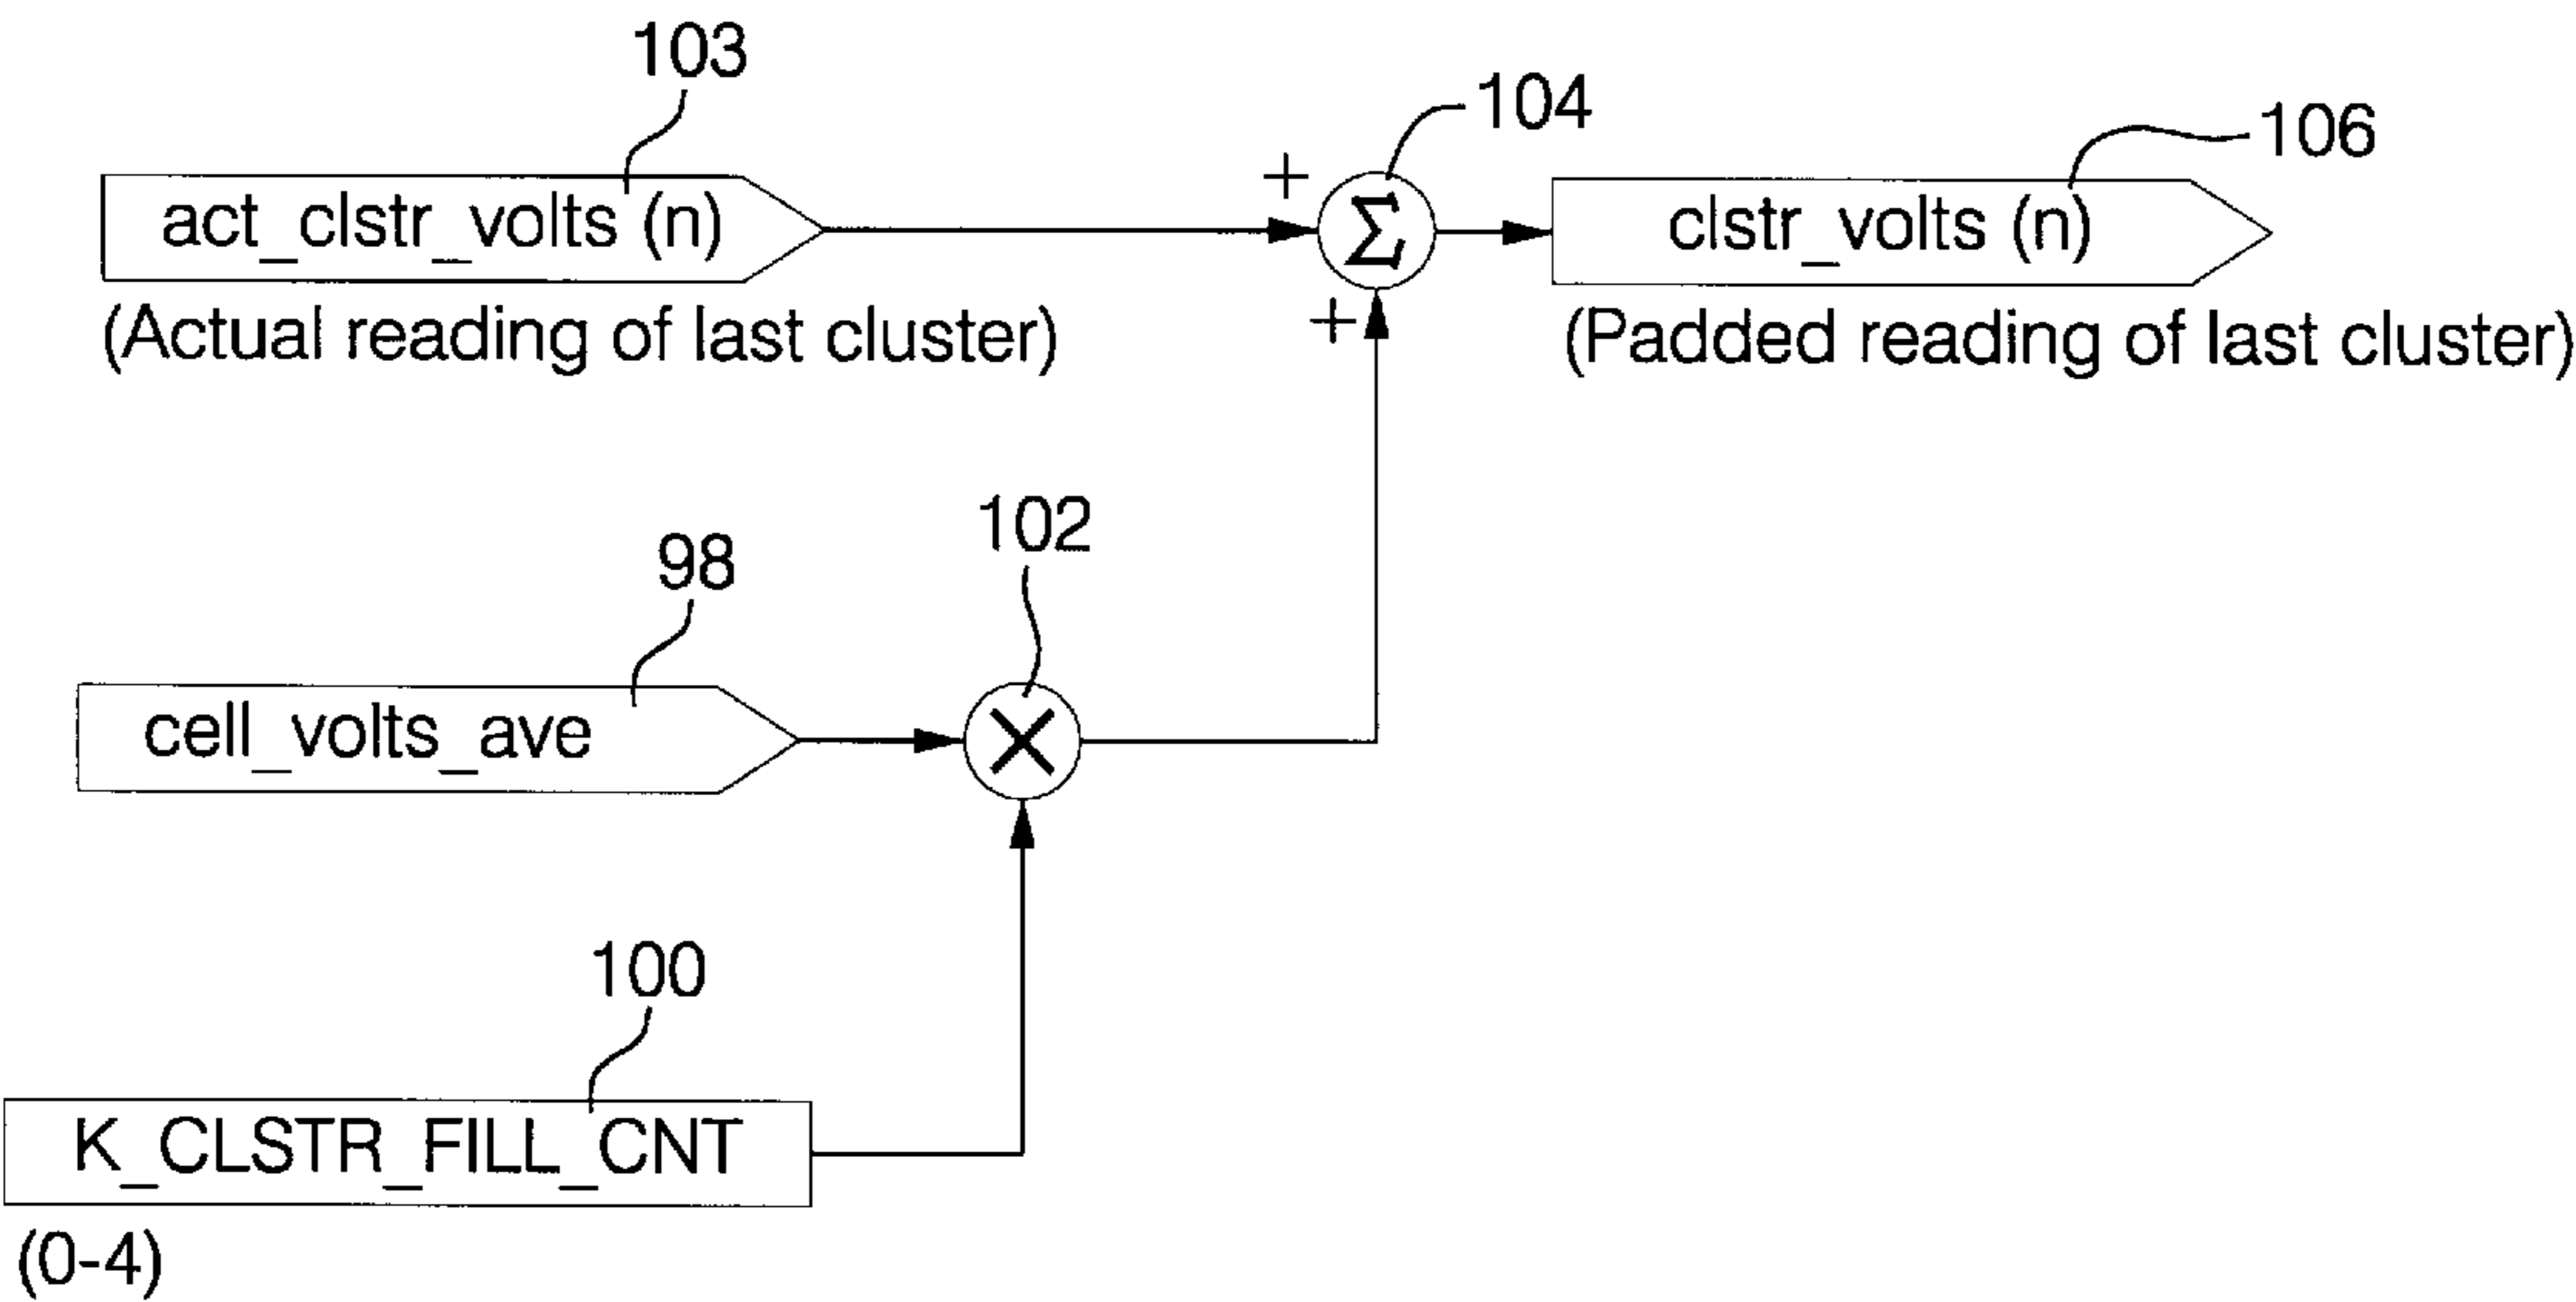 103
104
106
act_clstr_volts (n)
+
Σ
clstr_volts (n)
(Actual reading of last cluster)
+
(Padded reading of last cluster)
98
102
cell_volts_ave
×
100
K_CLSTR_FILL_CNT
(0-4)